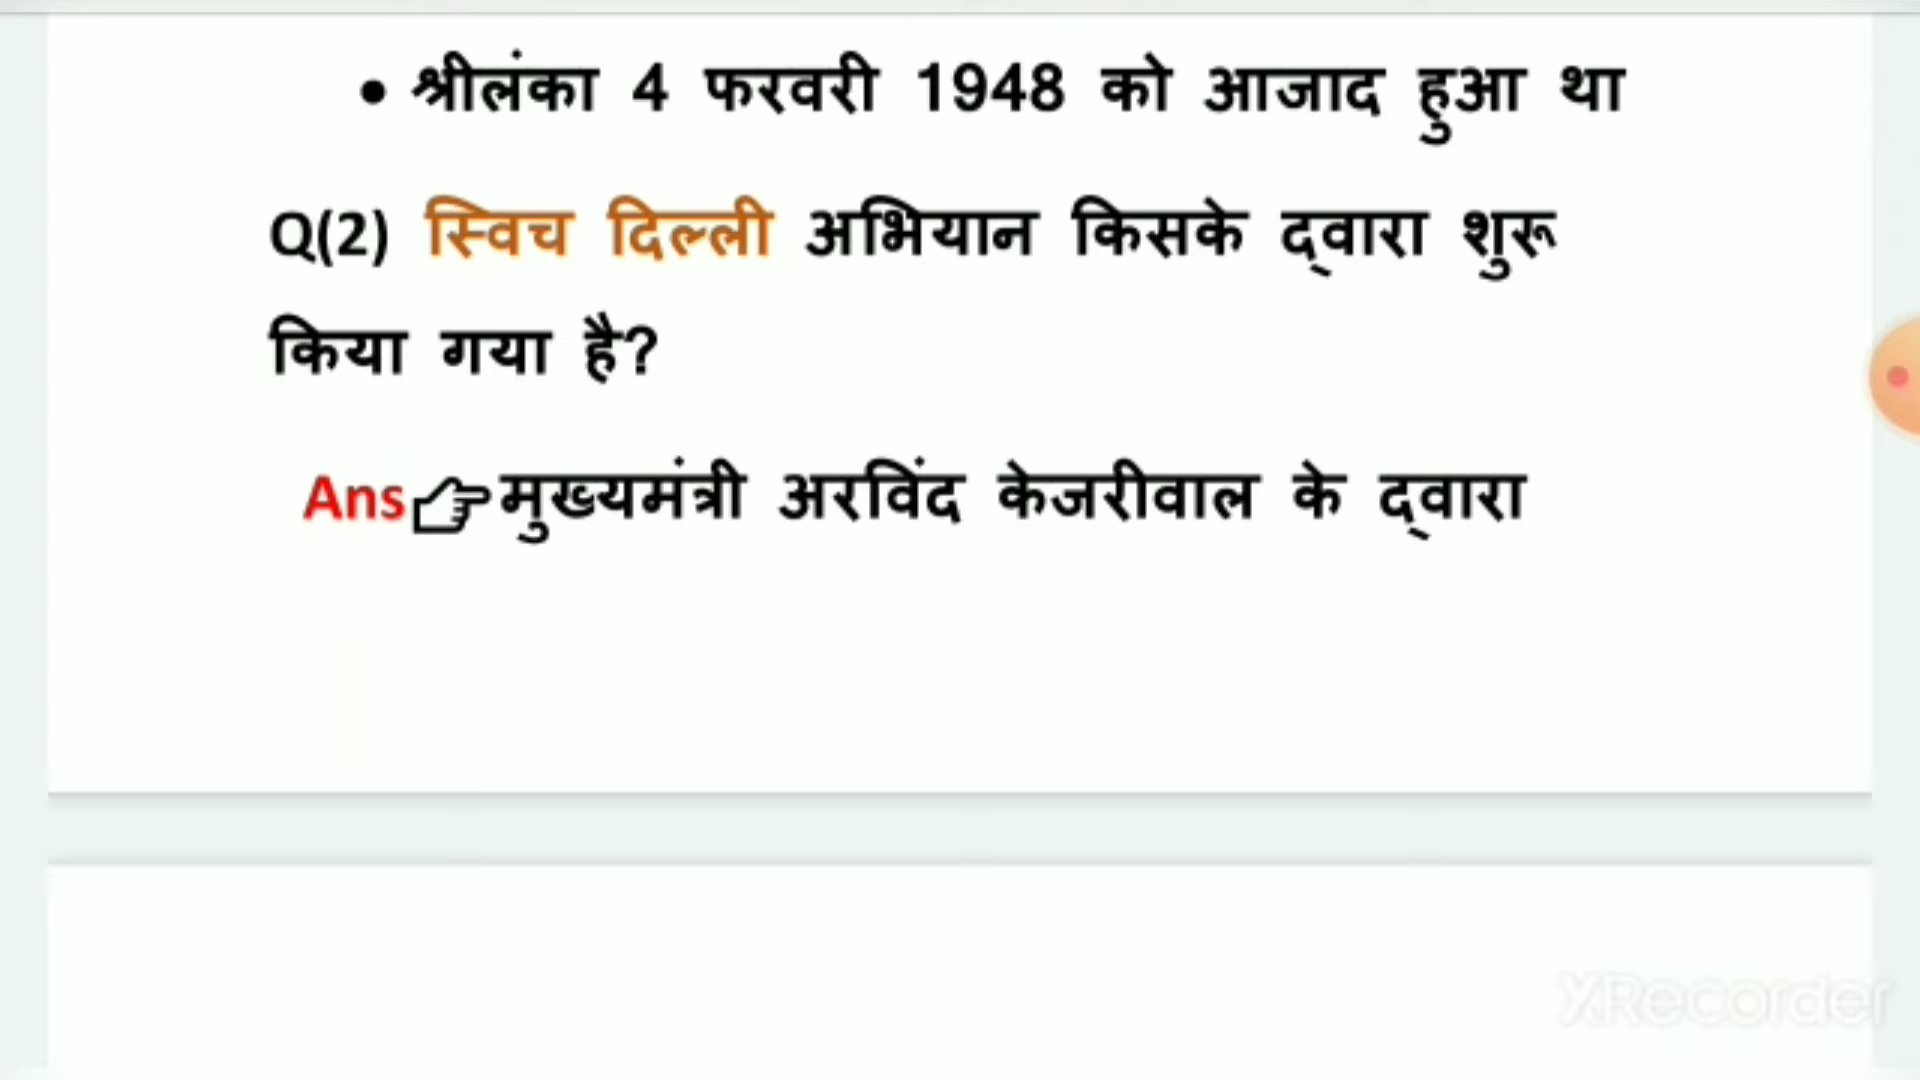 • श्रीलंका 4 फरवरी 1948 को आजाद हुआ था
Q(2) स्विच दिल्ली अभियान किसके द्वारा शुरू
किया गया है?
Ans👉मुख्यमंत्री अरविंद केजरीवाल के द्वारा
XRecorder